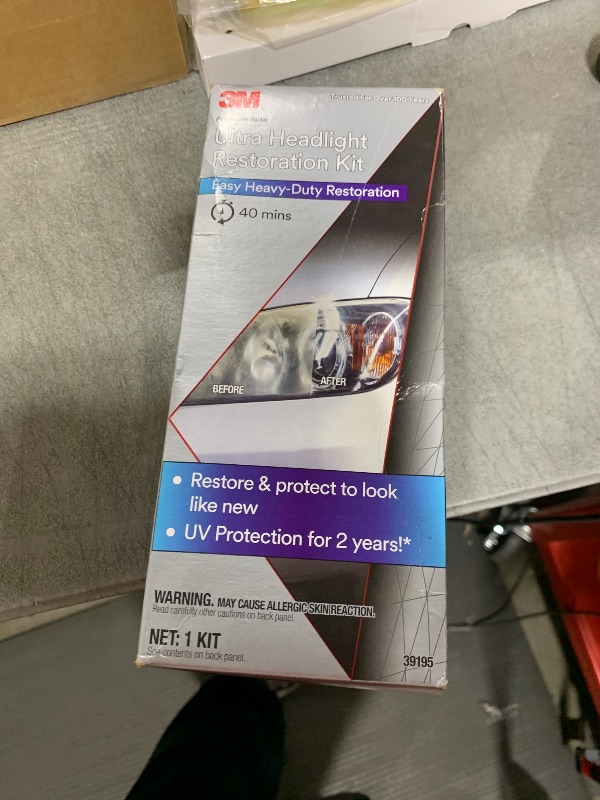 3M
Trusted For Over 100 Years
Ultra Headlight
Restoration Kit
Easy Heavy-Duty Restoration
40 mins
BEFORE
AFTER
• Restore & protect to look
like new
• UV Protection for 2 years!*
WARNING. MAY CAUSE ALLERGIC SKIN REACTION.
Read carefully other cautions on back panel.
NET: 1 KIT
See contents on back panel.
39195